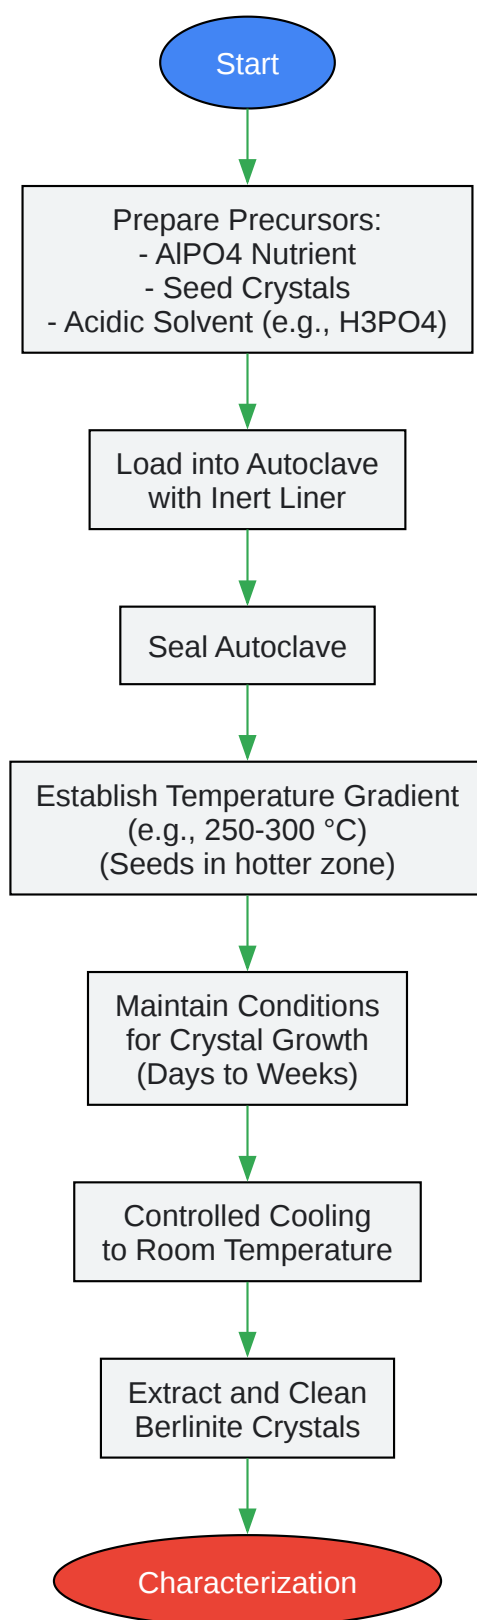 Start
Prepare Precursors:
- AlPO4 Nutrient
- Seed Crystals
- Acidic Solvent (e.g., H3PO4)
Load into Autoclave
with Inert Liner
Seal Autoclave
Establish Temperature Gradient
(e.g., 250-300 °C)
(Seeds in hotter zone)
Maintain Conditions
for Crystal Growth
(Days to Weeks)
Controlled Cooling
to Room Temperature
Extract and Clean
Berlinite Crystals
Characterization